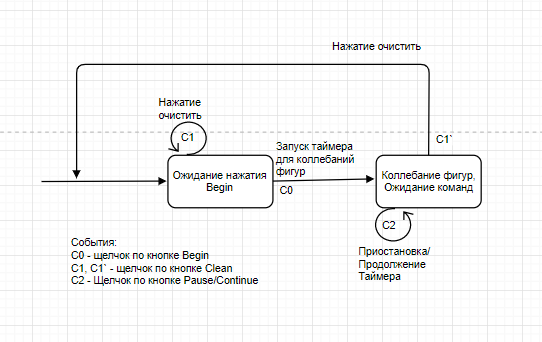 Нажатие очистить
Нажатие
очистить
C1
C1`
Запуск таймера
для коллебаний
фигур
Ожидание нажатия
Begin
C0
Коллебание фигур,
Ожидание команд
C2
Приостановка/
Продолжение
Таймера
События:
C0 - щелчок по кнопке Begin
C1, C1` - щелчок по кнопке Clean
C2 - Щелчок по кнопке Pause/Continue